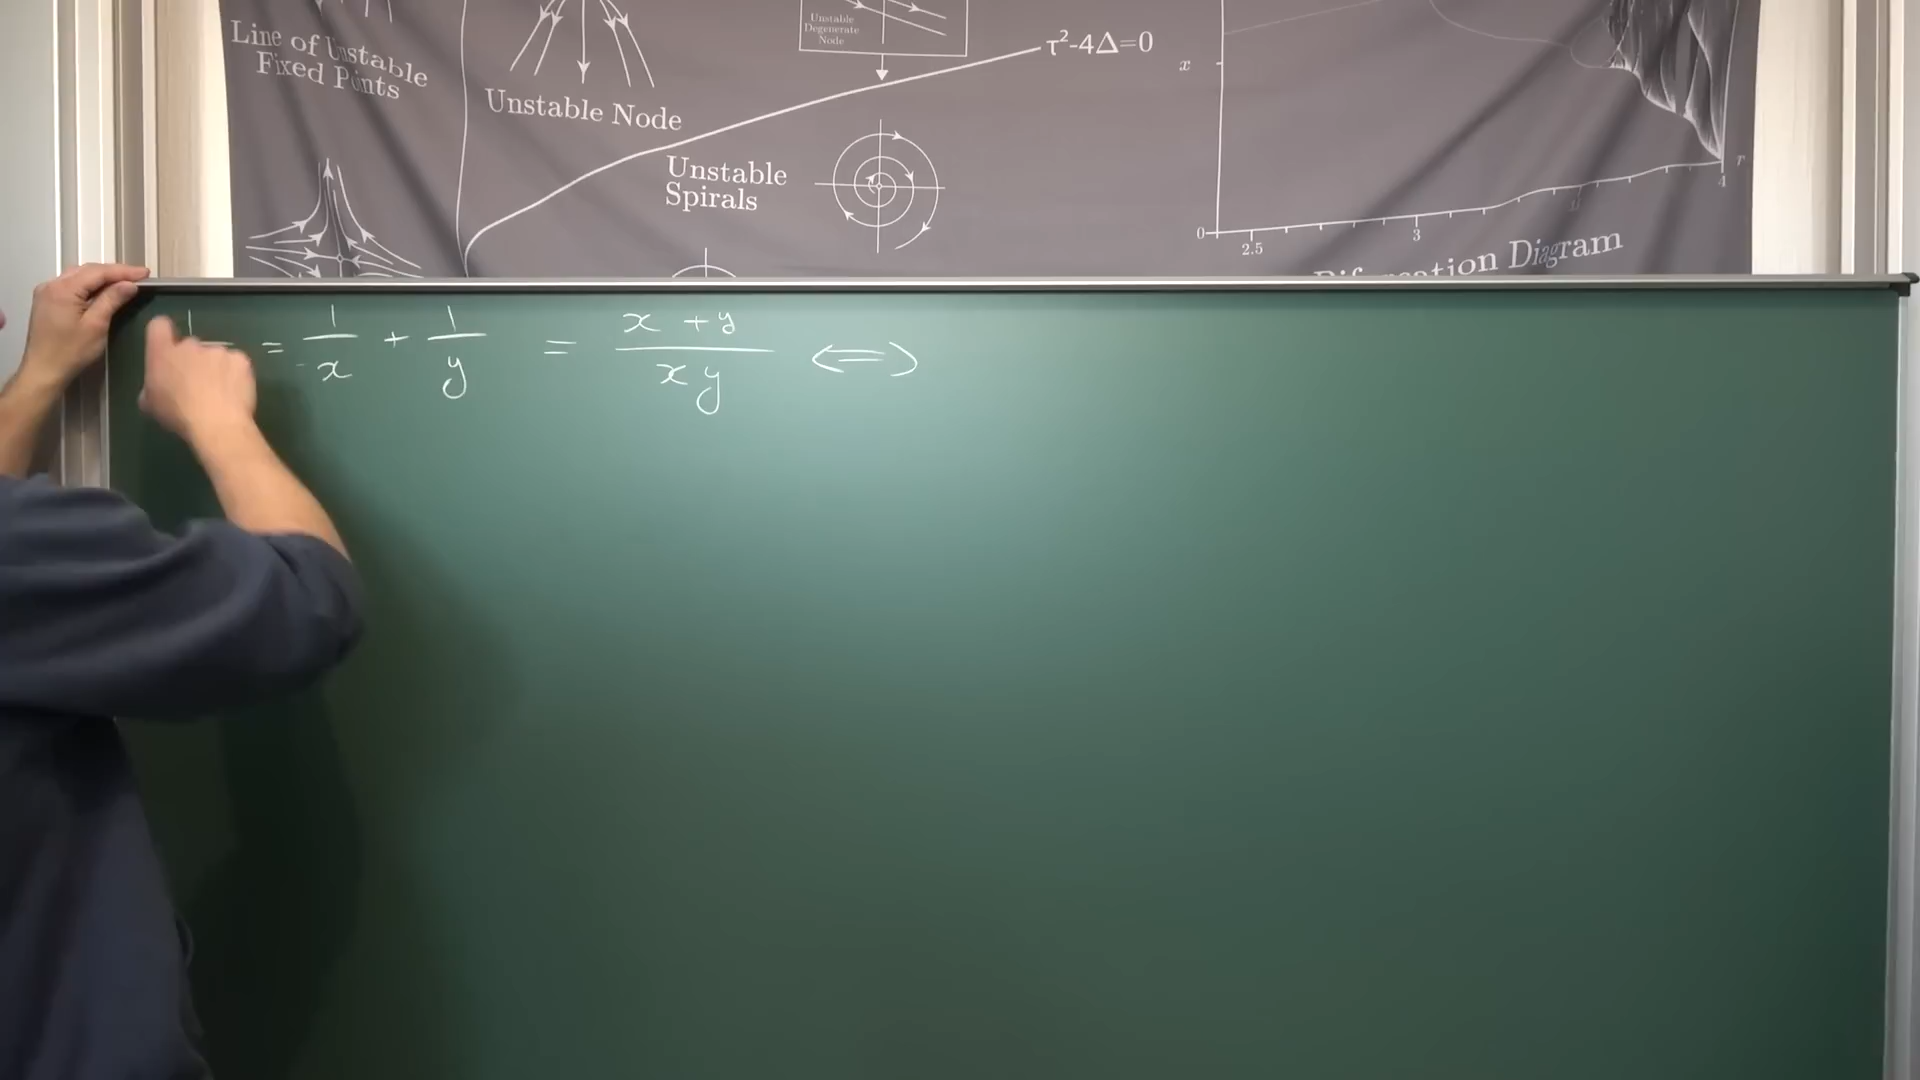 Line of Unstable
Fixed Points
Unstable Node
Unstable
Degenerate
Node
τ²-4Δ=0
Unstable
Spirals
x
r
4
0
2.5
3
Diagram
1 = 1/x + 1/y = x + y / xy ⟺